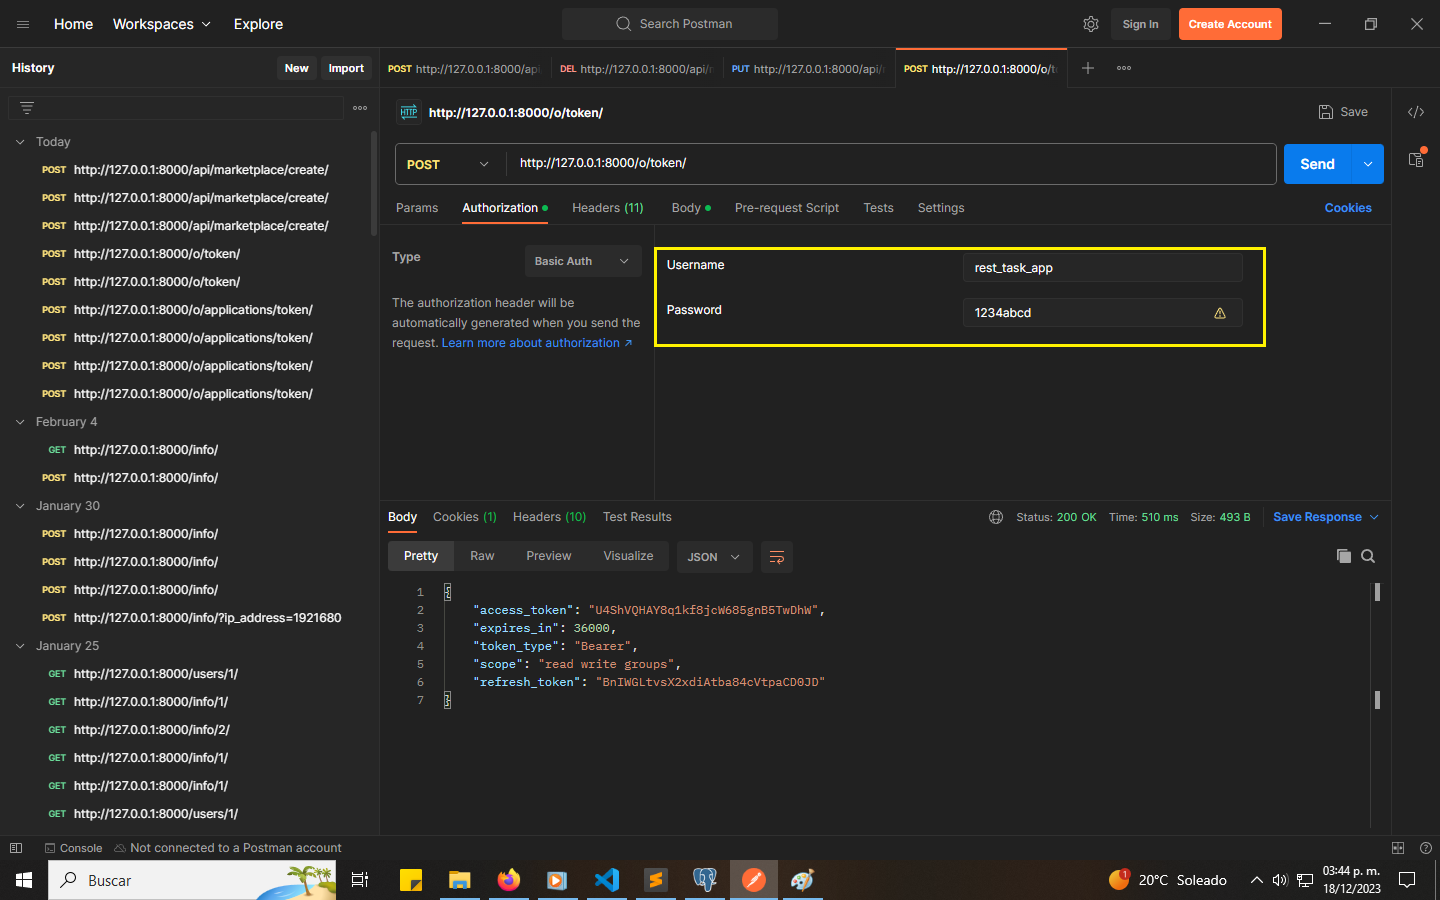 Home Workspaces Explore Search Postman Sign In Create Account
History New Import
POST http://127.0.0.1:8000/api DEL http://127.0.0.1:8000/api/ PUT http://127.0.0.1:8000/api/ POST http://127.0.0.1:8000/o/t
HTTP http://127.0.0.1:8000/o/token/ Save
POST http://127.0.0.1:8000/o/token/ Send
Params Authorization Headers (11) Body Pre-request Script Tests Settings Cookies
Type Basic Auth
The authorization header will be
automatically generated when you send the
request. Learn more about authorization ↗
Username rest_task_app
Password 1234abcd
Today
POST http://127.0.0.1:8000/api/marketplace/create/
POST http://127.0.0.1:8000/api/marketplace/create/
POST http://127.0.0.1:8000/api/marketplace/create/
POST http://127.0.0.1:8000/o/token/
POST http://127.0.0.1:8000/o/token/
POST http://127.0.0.1:8000/o/applications/token/
POST http://127.0.0.1:8000/o/applications/token/
POST http://127.0.0.1:8000/o/applications/token/
POST http://127.0.0.1:8000/o/applications/token/
February 4
GET http://127.0.0.1:8000/info/
POST http://127.0.0.1:8000/info/
January 30
POST http://127.0.0.1:8000/info/
POST http://127.0.0.1:8000/info/
POST http://127.0.0.1:8000/info/
POST http://127.0.0.1:8000/info/?ip_address=1921680
January 25
GET http://127.0.0.1:8000/users/1/
GET http://127.0.0.1:8000/info/1/
GET http://127.0.0.1:8000/info/2/
GET http://127.0.0.1:8000/info/1/
GET http://127.0.0.1:8000/info/1/
GET http://127.0.0.1:8000/users/1/
Body Cookies (1) Headers (10) Test Results Status: 200 OK Time: 510 ms Size: 493 B Save Response
Pretty Raw Preview Visualize JSON
1 {
2 "access_token": "U4ShVQHAY8q1kf8jcW685gnB5TwDhW",
3 "expires_in": 36000,
4 "token_type": "Bearer",
5 "scope": "read write groups",
6 "refresh_token": "BnIWGLtvsX2xdiAtba84cVtpaCD0JD"
7 }
Console Not connected to a Postman account
Buscar 1 20°C Soleado 03:44 p. m.
18/12/2023